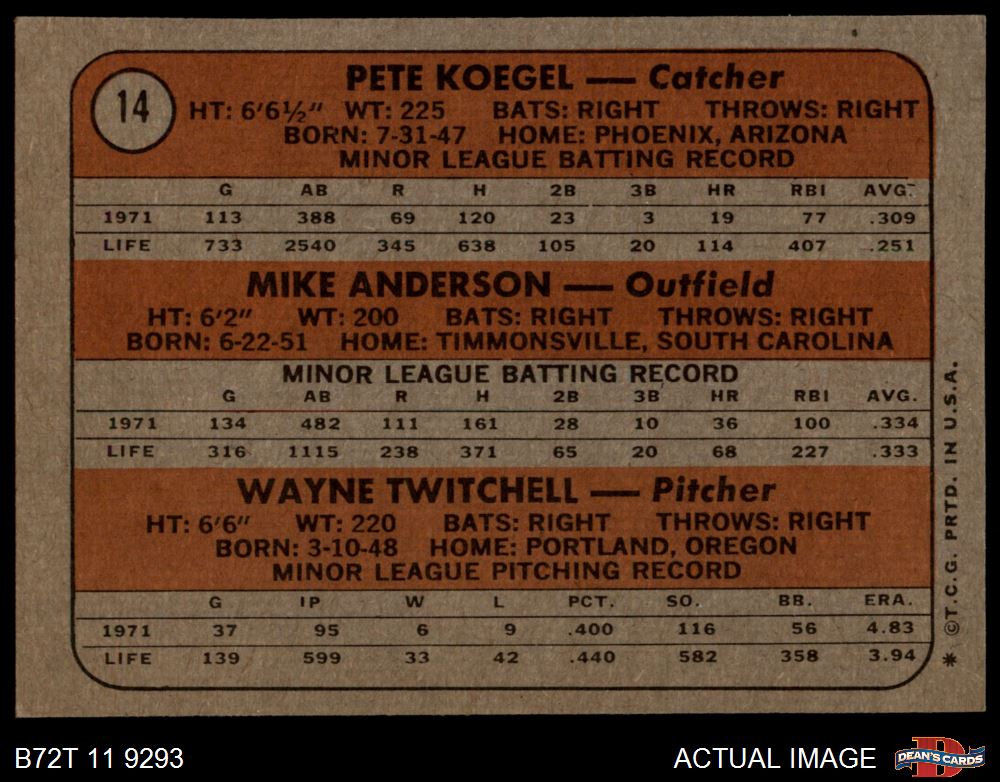 14
PETE KOEGEL — Catcher
HT: 6'6½" WT: 225 BATS: RIGHT THROWS: RIGHT
BORN: 7-31-47 HOME: PHOENIX, ARIZONA
MINOR LEAGUE BATTING RECORD
G AB R H 2B 3B HR RBI AVG.
1971 113 388 69 120 23 3 19 77 .309
LIFE 733 2540 345 638 105 20 114 407 .251
MIKE ANDERSON — Outfield
HT: 6'2" WT: 200 BATS: RIGHT THROWS: RIGHT
BORN: 6-22-51 HOME: TIMMONSVILLE, SOUTH CAROLINA
MINOR LEAGUE BATTING RECORD
G AB R H 2B 3B HR RBI AVG.
1971 134 482 111 161 28 10 36 100 .334
LIFE 316 1115 238 371 65 20 68 227 .333
WAYNE TWITCHELL — Pitcher
HT: 6'6" WT: 220 BATS: RIGHT THROWS: RIGHT
BORN: 3-10-48 HOME: PORTLAND, OREGON
MINOR LEAGUE PITCHING RECORD
G IP W L PCT. SO. BB. ERA.
1971 37 95 6 9 .400 116 56 4.83
LIFE 139 599 33 42 .440 582 358 3.94
* ©T.C.G. PRTD. IN U.S.A.
B72T 11 9293
ACTUAL IMAGE
D
DEAN'S CARDS